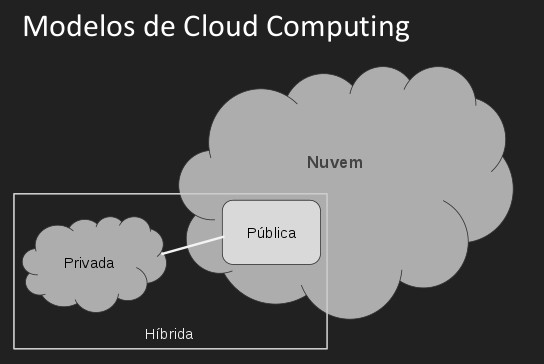 Modelos de Cloud Computing
Nuvem
Pública
Privada
Híbrida